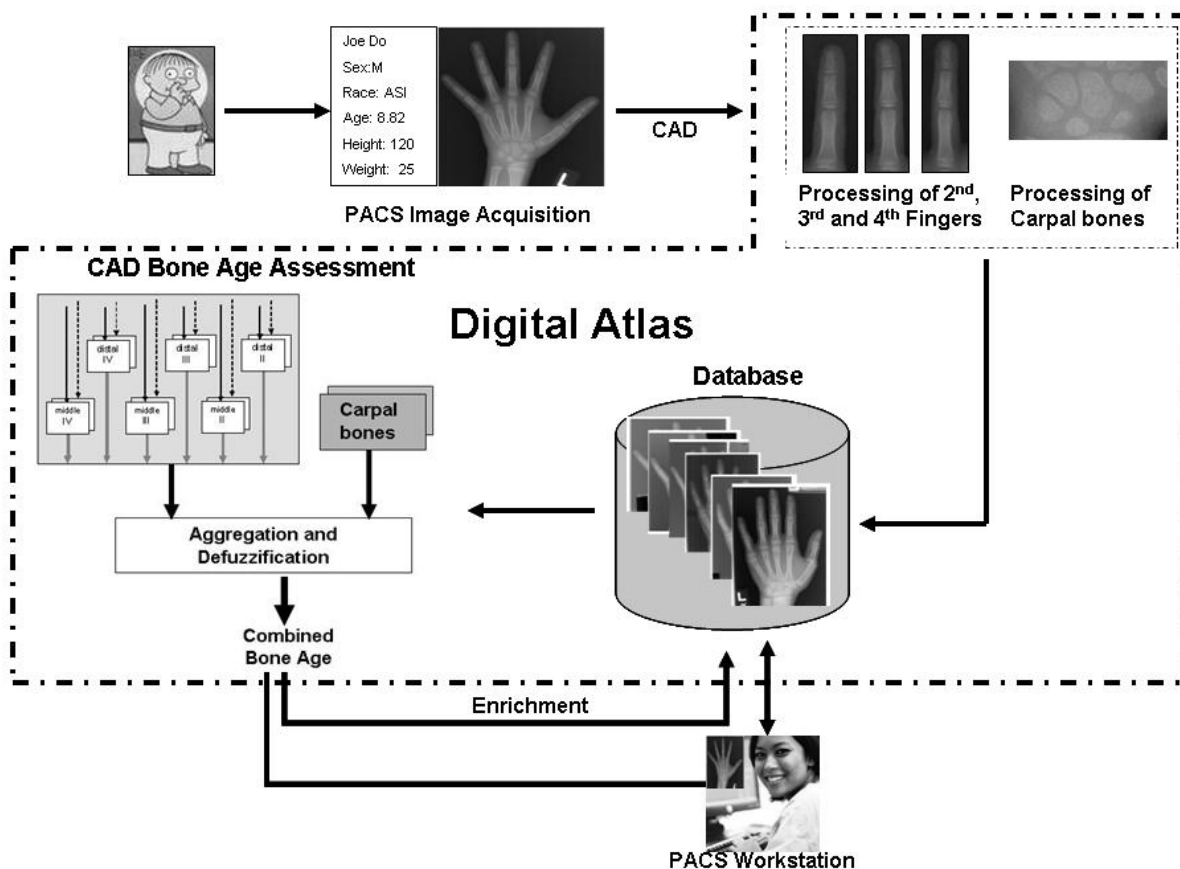 Joe Do
Sex:M
Race: ASI
Age: 8.82
Height: 120
Weight: 25
PACS Image Acquisition
CAD
Processing of 2nd,
3rd and 4th Fingers
Processing of
Carpal bones
CAD Bone Age Assessment
Digital Atlas
distal
IV
distal
III
distal
II
middle
IV
middle
III
middle
II
Carpal
bones
Database
Aggregation and
Defuzzification
Combined
Bone Age
Enrichment
PACS Workstation
L
L